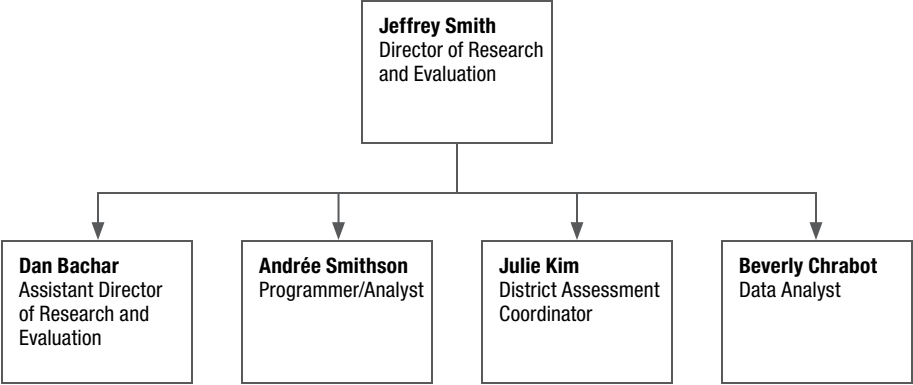 Jeffrey Smith
Director of Research
and Evaluation
Dan Bachar
Assistant Director
of Research and
Evaluation
Andrée Smithson
Programmer/Analyst
Julie Kim
District Assessment
Coordinator
Beverly Chrabot
Data Analyst